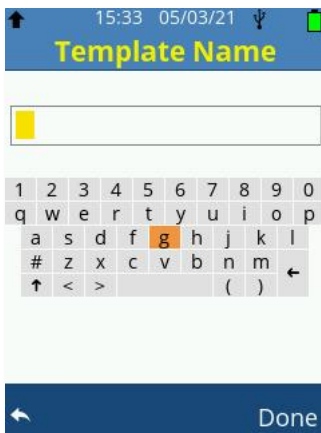 15:33 05/03/21
Template Name
1 2 3 4 5 6 7 8 9 0
q w e r t y u i o p
a s d f g h j k l
# z x c v b n m ←
↑ < > ( )
Done